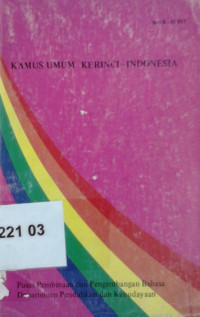 KAMUS UMUM KERINCI - INDONESIA
221 03
Pusat Pembinaan dan Pengembangan Bahasa
Departemen Pendidikan dan Kebudayaan